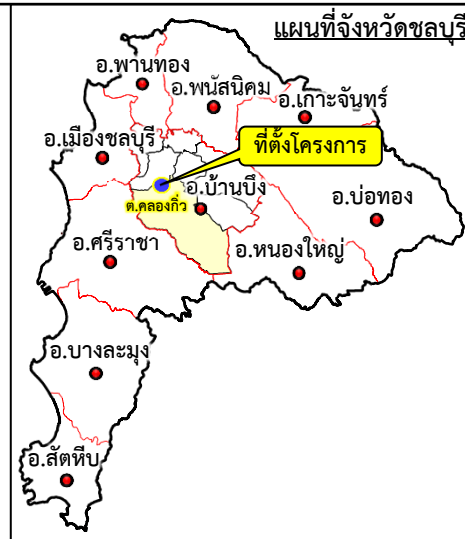 แผนที่จังหวัดชลบุรี
อ.พานทอง
อ.พนัสนิคม
อ.เกาะจันทร์
อ.เมืองชลบุรี
ที่ตั้งโครงการ
อ.บ้านบึง
อ.บ่อทอง
ต.คลองกิ่ว
อ.ศรีราชา
อ.หนองใหญ่
อ.บางละมุง
อ.สัตหีบ